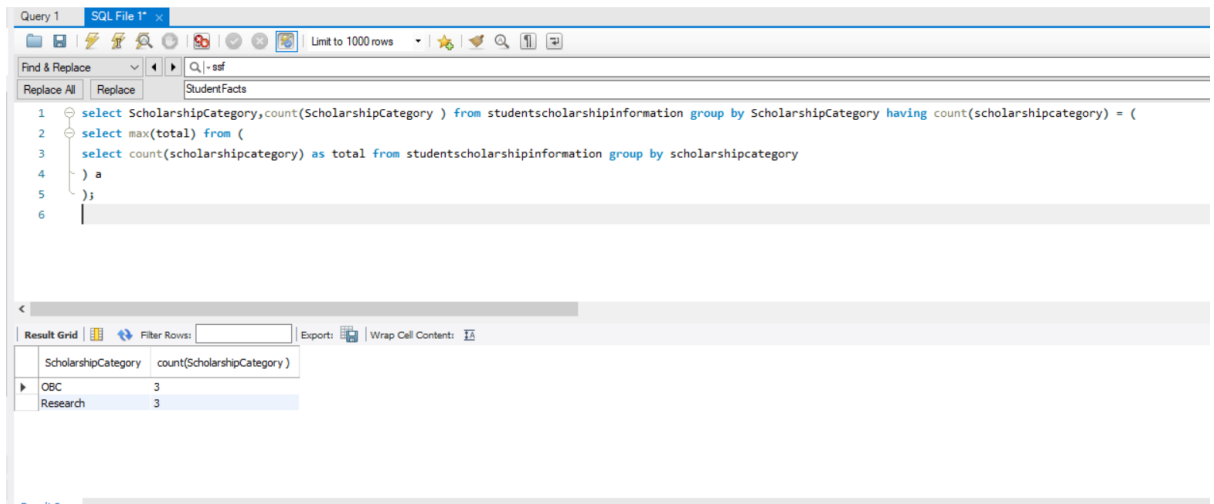 Query 1 SQL File 1* ×
Limit to 1000 rows
Find & Replace - ssf
Replace All Replace StudentFacts
1 select ScholarshipCategory,count(ScholarshipCategory ) from studentscholarshipinformation group by ScholarshipCategory having count(scholarshipcategory) = (
2 select max(total) from (
3 select count(scholarshipcategory) as total from studentscholarshipinformation group by scholarshipcategory
4 ) a
5 );
6
Result Grid Filter Rows: Export: Wrap Cell Content:
ScholarshipCategory count(ScholarshipCategory )
OBC 3
Research 3